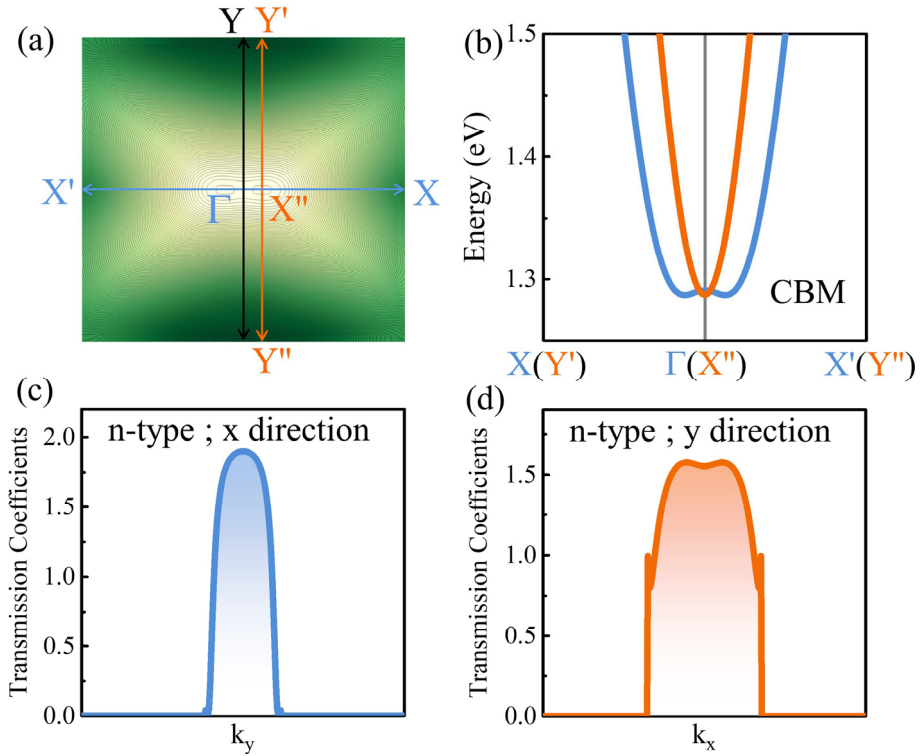 (a)
Y Y'
X' Γ X" X
Y"
(b)
Energy (eV)
1.5
1.4
1.3
CBM
X(Y') Γ(X") X'(Y")
(c)
Transmission Coefficients
2.0
1.5
1.0
0.5
0.0
n-type ; x direction
k_y
(d)
Transmission Coefficients
1.5
1.0
0.5
0.0
n-type ; y direction
k_x